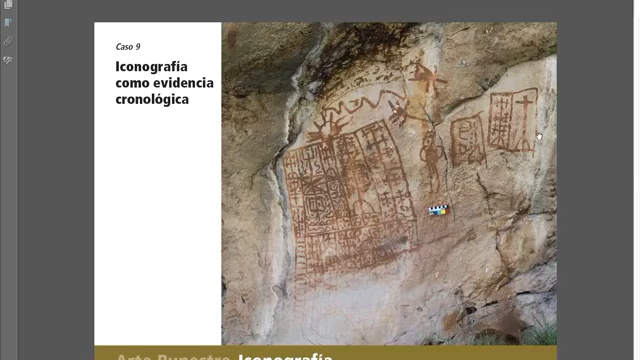 Caso 9
Iconografía
como evidencia
cronológica
Arte Rupestre Iconografía